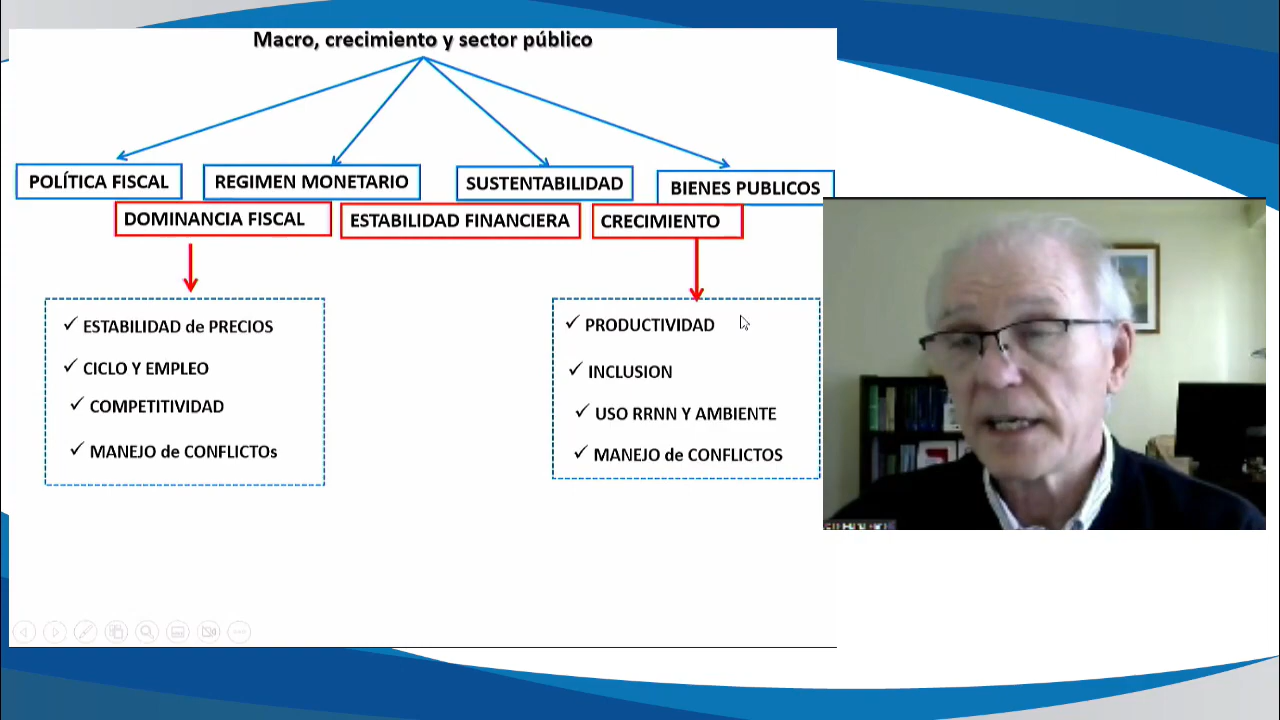 Macro, crecimiento y sector público
POLÍTICA FISCAL
REGIMEN MONETARIO
SUSTENTABILIDAD
BIENES PUBLICOS
DOMINANCIA FISCAL
ESTABILIDAD FINANCIERA
CRECIMIENTO
✓ ESTABILIDAD de PRECIOS
✓ CICLO Y EMPLEO
✓ COMPETITIVIDAD
✓ MANEJO de CONFLICTOs
✓ PRODUCTIVIDAD
✓ INCLUSION
✓ USO RRNN Y AMBIENTE
✓ MANEJO de CONFLICTOS